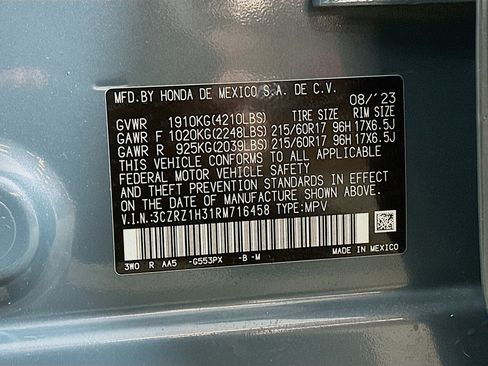 MFD. BY HONDA DE MEXICO S.A. DE C.V.
08/'23
GVWR 1910KG(4210LBS) TIRE SIZE RIM SIZE
GAWR F 1020KG(2248LBS) 215/60R17 96H 17X6.5J
GAWR R 925KG(2039LBS) 215/60R17 96H 17X6.5J
THIS VEHICLE CONFORMS TO ALL APPLICABLE
FEDERAL MOTOR VEHICLE SAFETY
AND THEFT PREVENTION STANDARDS IN EFFECT
ON THE DATE OF MANUFACTURE SHOWN ABOVE.
V.I.N.:3CZRZ1H31RM716458 TYPE:MPV
3WO R AA5 -G553PX -B -M MADE IN MEXICO